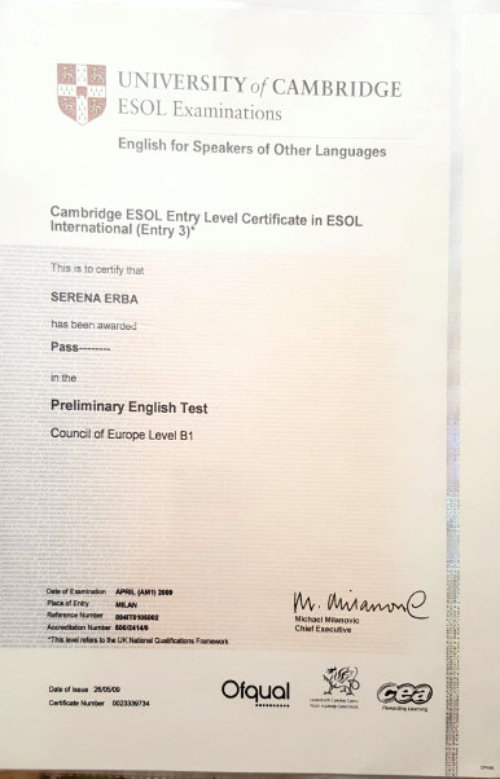 UNIVERSITY of CAMBRIDGE
ESOL Examinations
English for Speakers of Other Languages
Cambridge ESOL Entry Level Certificate in ESOL
International (Entry 3)*
This is to certify that
SERENA ERBA
has been awarded
Pass--------
in the
Preliminary English Test
Council of Europe Level B1
Date of Examination APRIL (AM1) 2009
Place of Entry MILAN
Reference Number
Accreditation Number
*This level refers to the UK National Qualifications Framework
M. Milanovic
Michael Milanovic
Chief Executive
Date of Issue 26/05/09
Certificate Number 0023339734
Ofqual
cea
Rewarding Learning